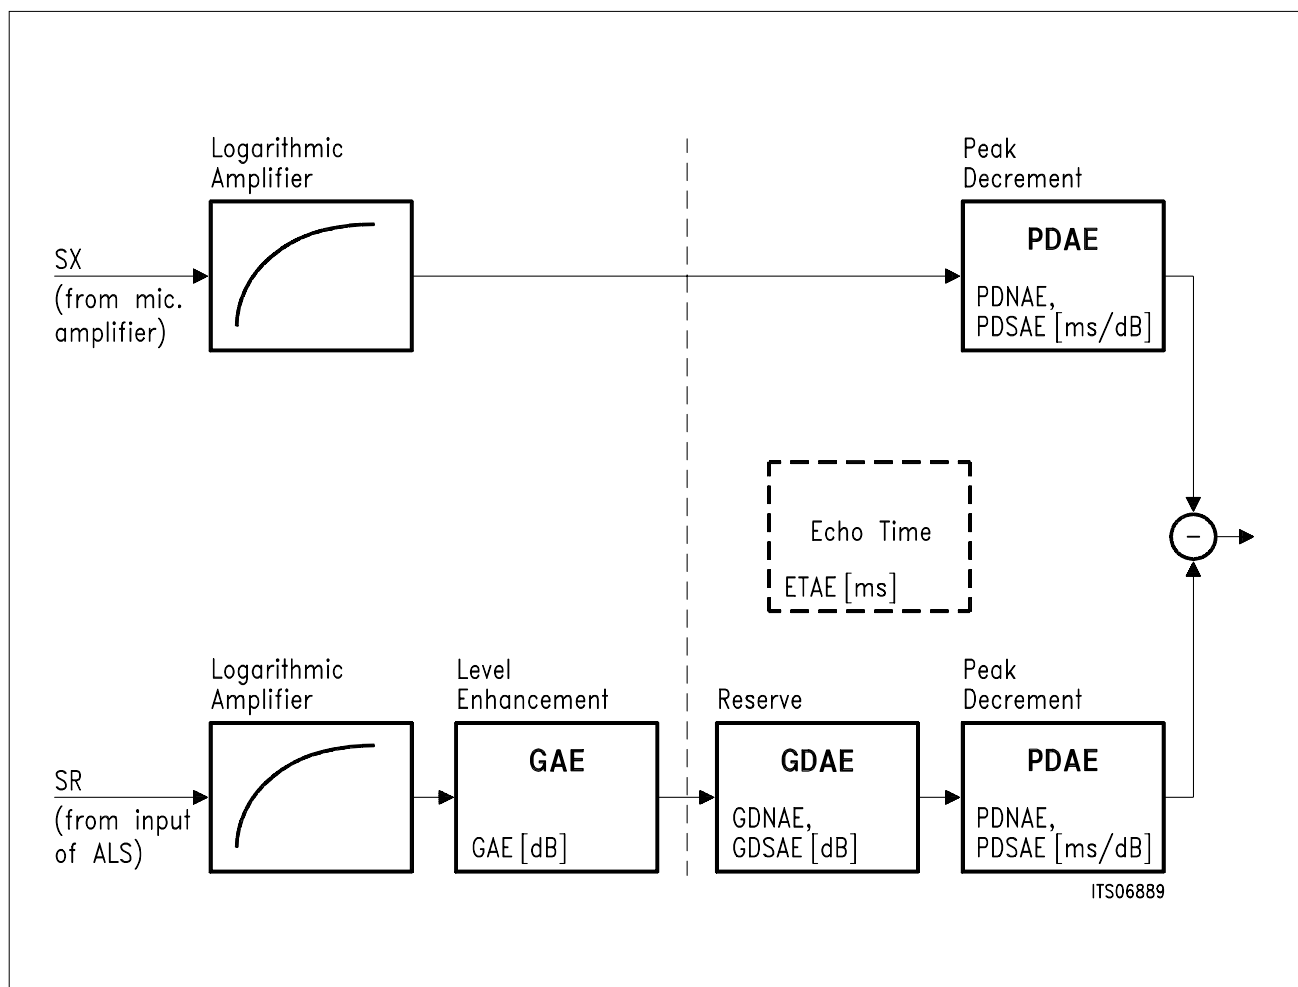 Logarithmic
Amplifier
Peak
Decrement
SX
(from mic.
amplifier)
PDAE
PDNAE,
PDSAE [ms/dB]
Echo Time
ETAE [ms]
−
Logarithmic
Amplifier
Level
Enhancement
Reserve
Peak
Decrement
SR
(from input
of ALS)
GAE
GAE [dB]
GDAE
GDNAE,
GDSAE [dB]
PDAE
PDNAE,
PDSAE [ms/dB]
ITS06889